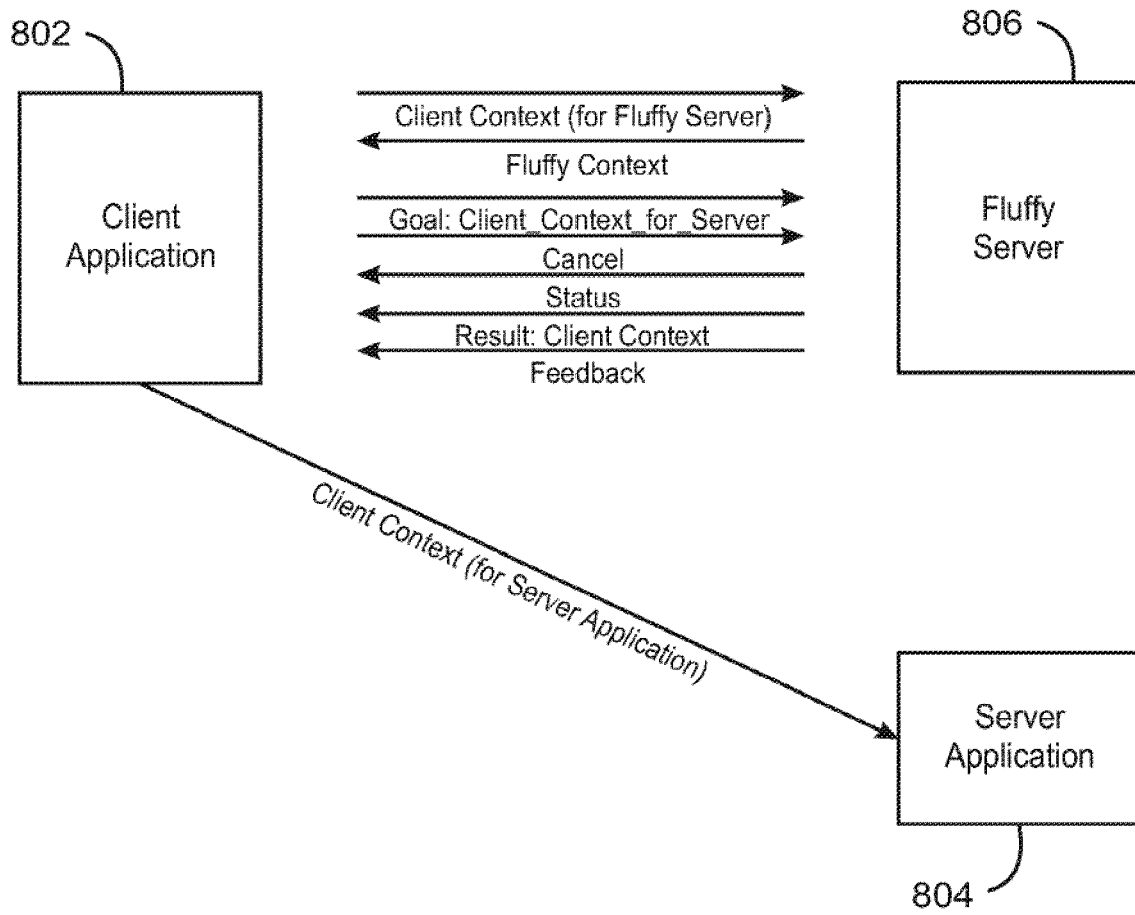 802
806
Client Context (for Fluffy Server)
Fluffy Context
Goal: Client_Context_for_Server
Cancel
Status
Result: Client Context
Feedback
Client
Application
Fluffy
Server
Client Context (for Server Application)
Server
Application
804